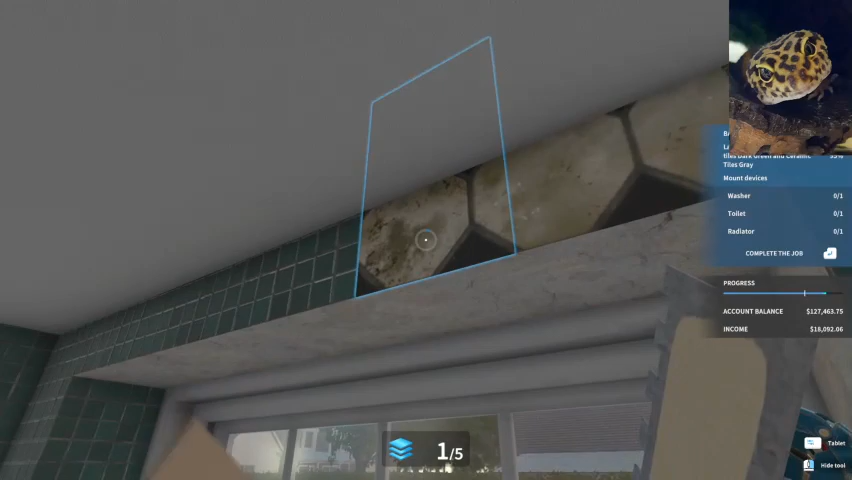 tiles Dark Green and Ceramic
Tiles Gray
Mount devices
Washer 0/1
Toilet 0/1
Radiator 0/1
COMPLETE THE JOB
PROGRESS
ACCOUNT BALANCE $127,463.75
INCOME $18,092.06
1/5
Tablet
Hide tool